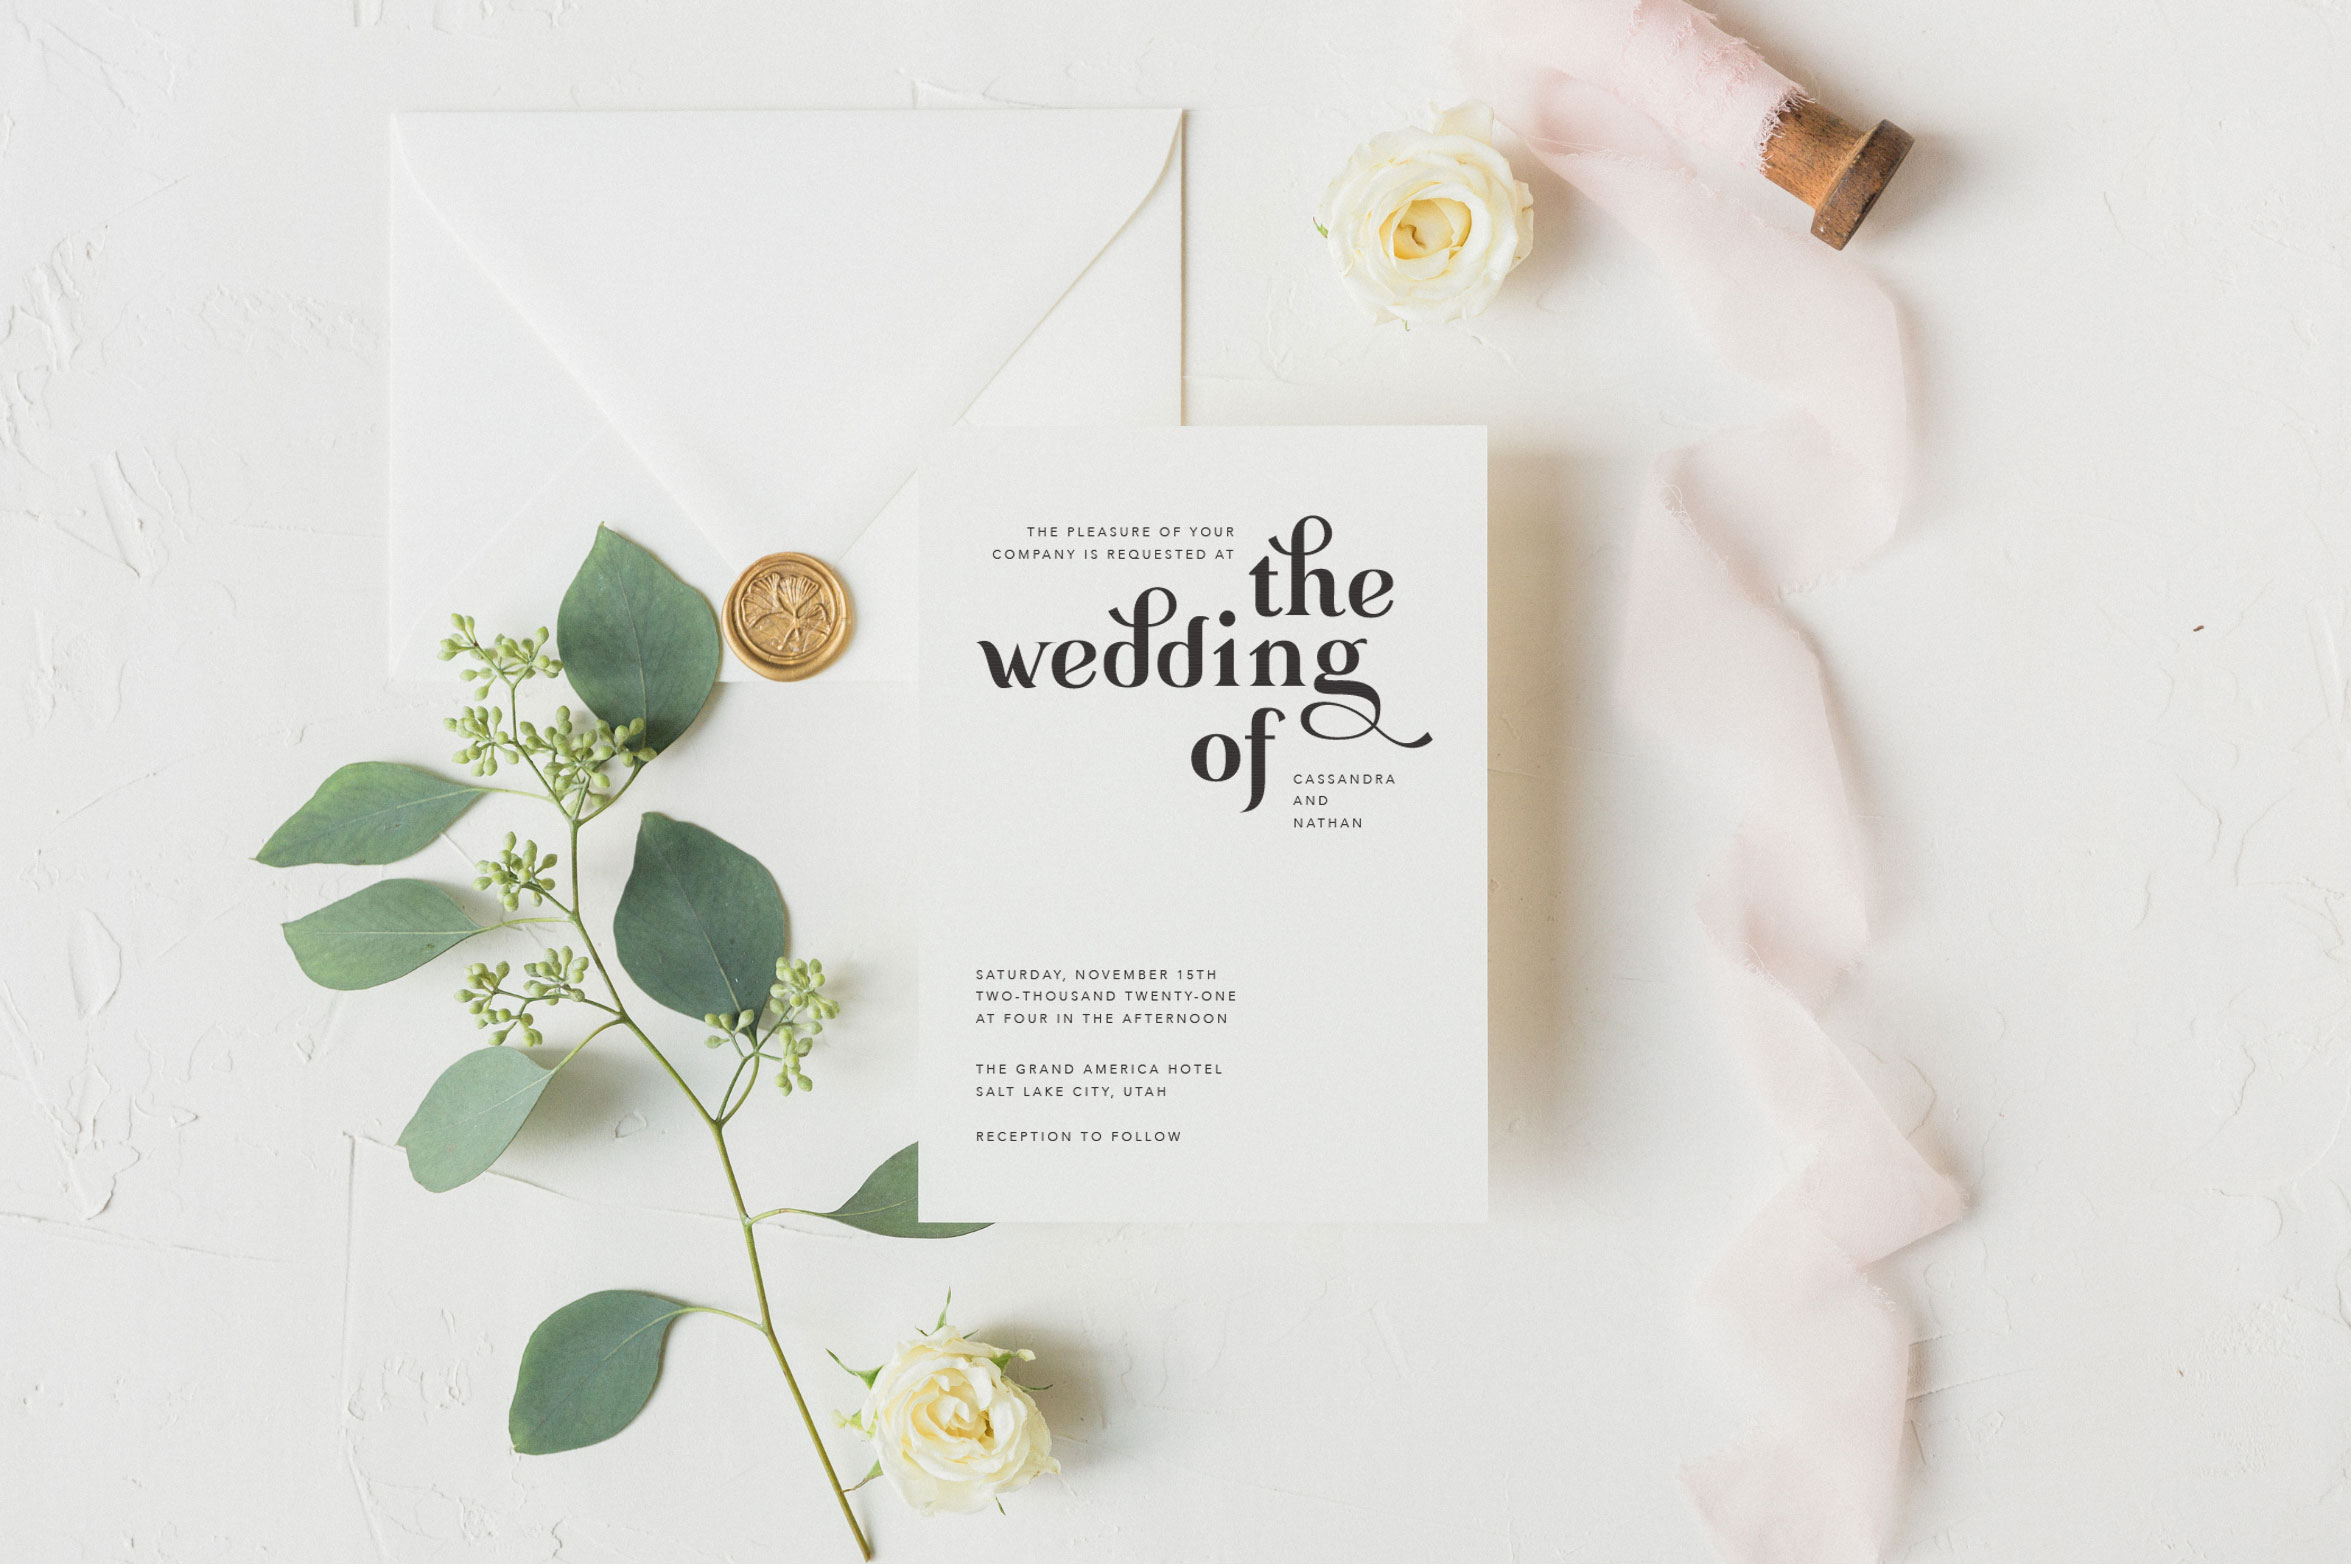 THE PLEASURE OF YOUR
COMPANY IS REQUESTED AT
the
wedding
of
CASSANDRA
AND
NATHAN
SATURDAY, NOVEMBER 15TH
TWO-THOUSAND TWENTY-ONE
AT FOUR IN THE AFTERNOON
THE GRAND AMERICA HOTEL
SALT LAKE CITY, UTAH
RECEPTION TO FOLLOW